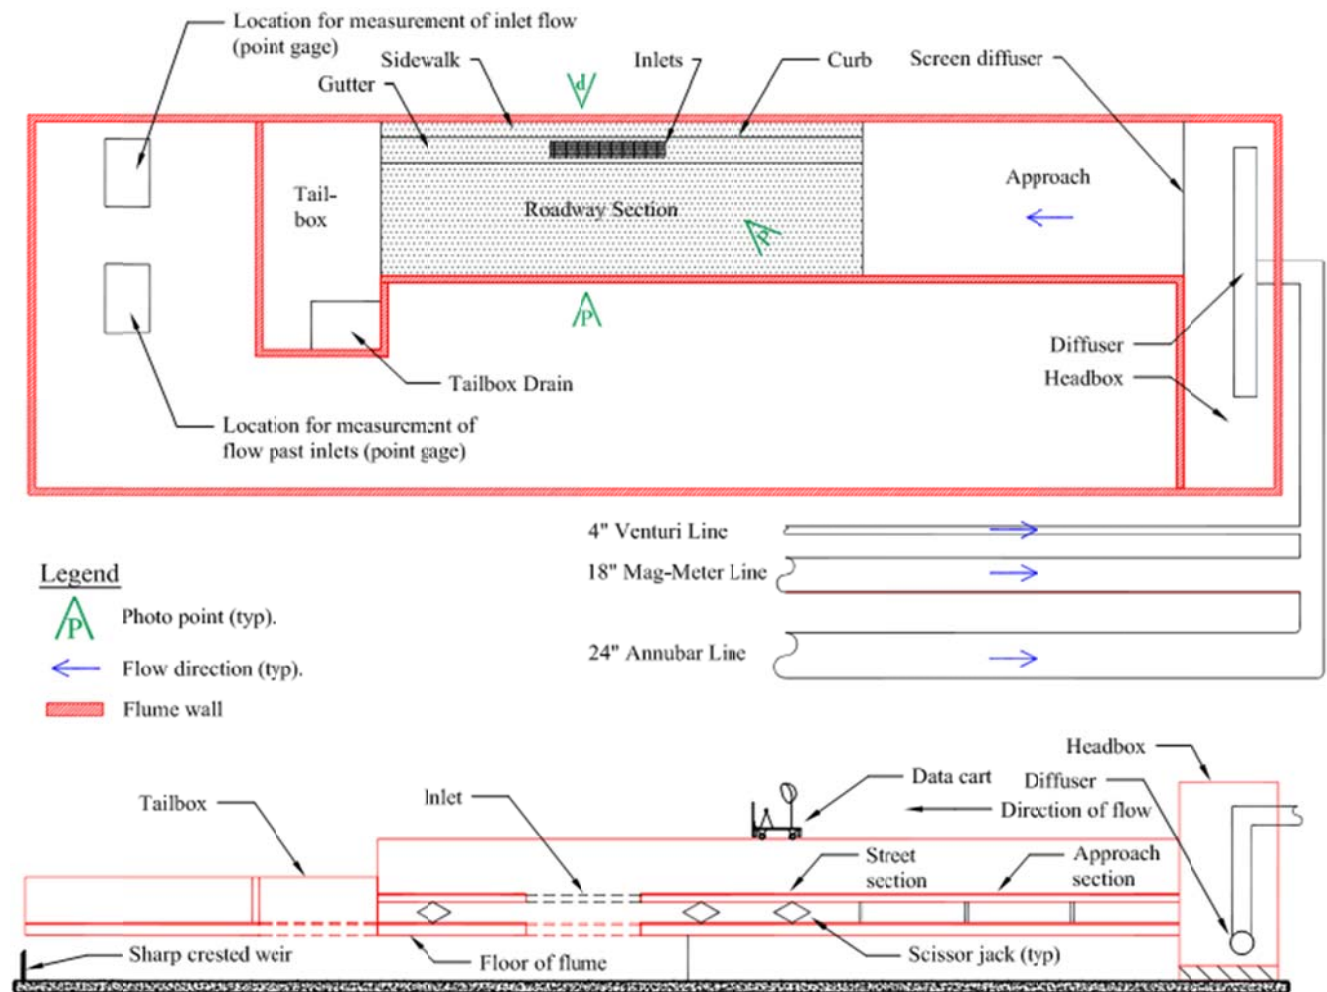 Location for measurement of inlet flow
(point gage)
Sidewalk
Inlets
Curb
Screen diffuser
Gutter
P
Tail-
box
Approach
Roadway Section
P
P
Diffuser
Headbox
Tailbox Drain
Location for measurement of
flow past inlets (point gage)
4" Venturi Line
18" Mag-Meter Line
24" Annubar Line
Legend
P
Photo point (typ).
Flow direction (typ).
Flume wall
Headbox
Data cart
Diffuser
Inlet
Tailbox
Direction of flow
Street
section
Approach
section
Sharp crested weir
Floor of flume
Scissor jack (typ)